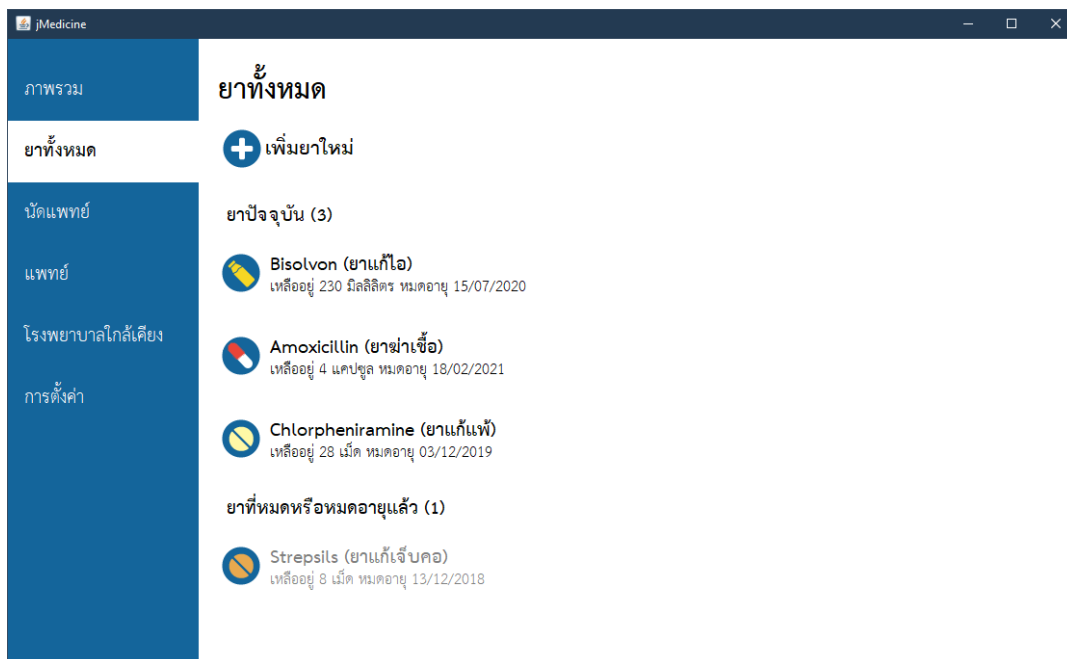 jMedicine
ภาพรวม
ยาทั้งหมด
นัดแพทย์
แพทย์
โรงพยาบาลใกล้เคียง
การตั้งค่า
ยาทั้งหมด
เพิ่มยาใหม่
ยาปัจจุบัน (3)
Bisolvon (ยาแก้ไอ)
เหลืออยู่ 230 มิลลิลิตร หมดอายุ 15/07/2020
Amoxicillin (ยาฆ่าเชื้อ)
เหลืออยู่ 4 แคปซูล หมดอายุ 18/02/2021
Chlorpheniramine (ยาแก้แพ้)
เหลืออยู่ 28 เม็ด หมดอายุ 03/12/2019
ยาที่หมดหรือหมดอายุแล้ว (1)
Strepsils (ยาแก้เจ็บคอ)
เหลืออยู่ 8 เม็ด หมดอายุ 13/12/2018